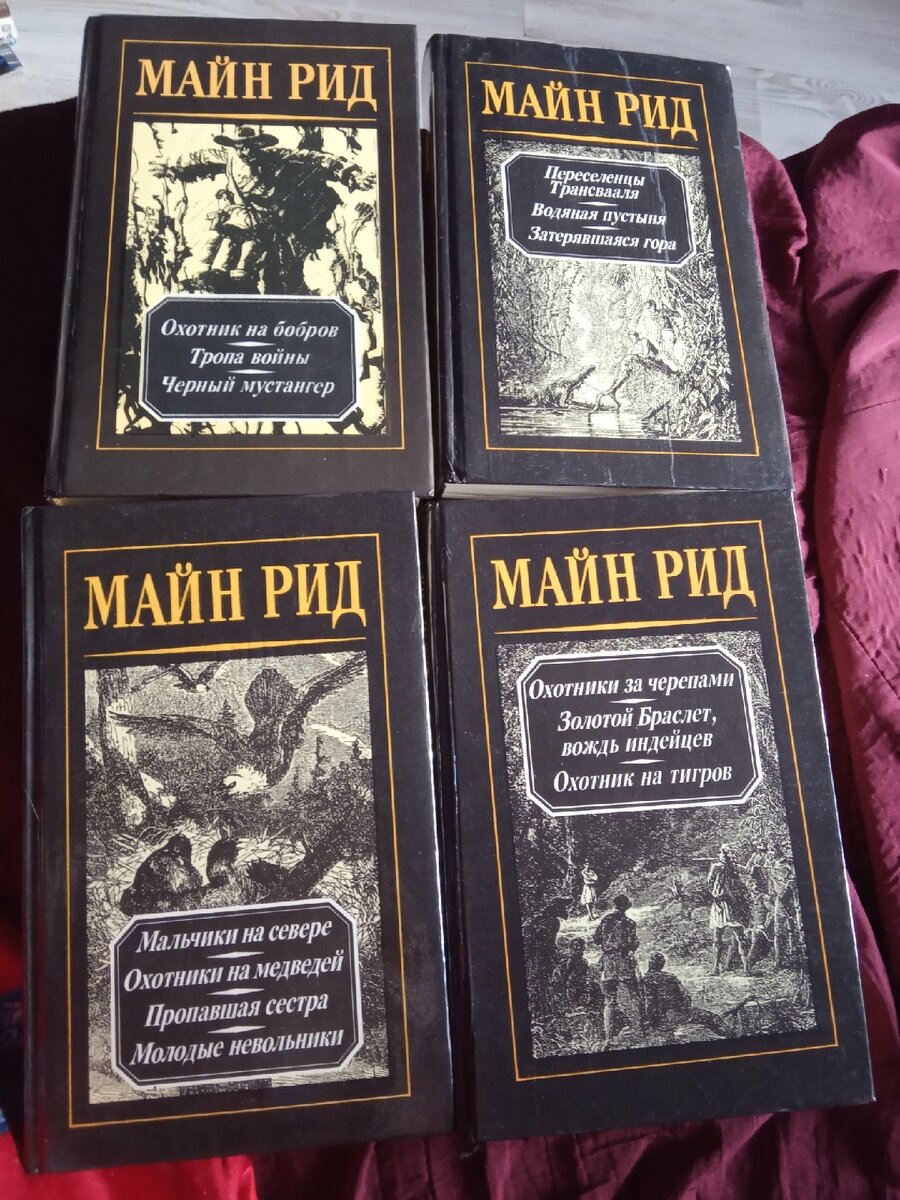 МАЙН РИД
Охотник на бобров
Тропа войны
Черный мустангер
МАЙН РИД
Переселенцы
Трансвааля
Водяная пустыня
Затерявшаяся гора
МАЙН РИД
Мальчики на севере
Охотники на медведей
Пропавшая сестра
Молодые невольники
МАЙН РИД
Охотники за черепами
Золотой Браслет,
вождь индейцев
Охотник на тигров